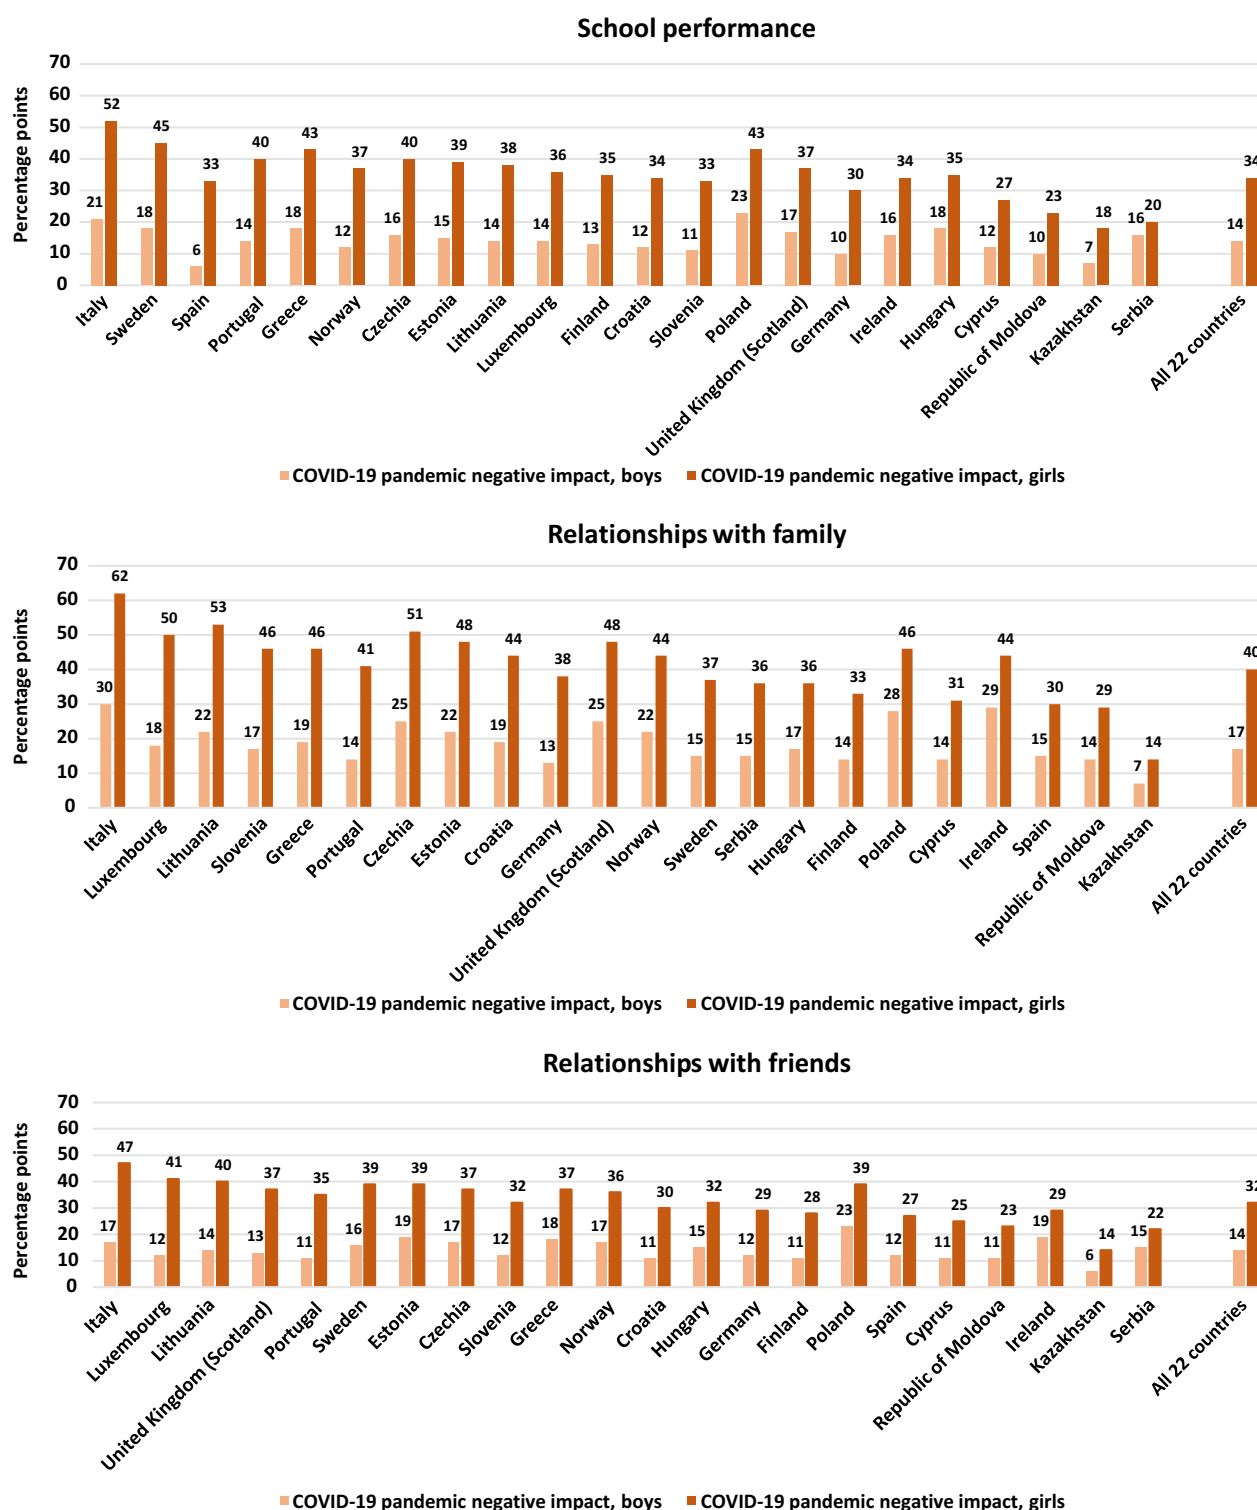 School performance
Percentage points
70
60
50
40
30
20
10
0
21 52 18 45 6 33 14 40 18 43 12 37 16 40 15 39 14 38 14 36 13 35 12 34 11 33 23 43 17 37 10 30 16 34 18 35 12 27 10 23 7 18 16 20 14 34
Italy
Sweden
Spain
Portugal
Greece
Norway
Czechia
Estonia
Lithuania
Luxembourg
Finland
Croatia
Slovenia
Poland
United Kingdom (Scotland)
Germany
Ireland
Hungary
Cyprus
Republic of Moldova
Kazakhstan
Serbia
All 22 countries
COVID-19 pandemic negative impact, boys COVID-19 pandemic negative impact, girls
Relationships with family
Percentage points
70
60
50
40
30
20
10
0
30 62 18 50 22 53 17 46 19 46 14 41 25 51 22 48 19 44 13 38 25 48 22 44 15 37 15 36 17 36 14 33 28 46 14 31 29 44 15 30 14 29 7 14 17 40
Italy
Luxembourg
Lithuania
Slovenia
Greece
Portugal
Czechia
Estonia
Croatia
Germany
United Kngdom (Scotland)
Norway
Sweden
Serbia
Hungary
Finland
Poland
Cyprus
Ireland
Spain
Republic of Moldova
Kazakhstan
All 22 countries
COVID-19 pandemic negative impact, boys COVID-19 pandemic negative impact, girls
Relationships with friends
Percentage points
70
60
50
40
30
20
10
0
17 47 12 41 14 40 13 37 11 35 16 39 19 39 17 37 12 32 18 37 17 36 11 30 15 32 12 29 11 28 23 39 12 27 11 25 11 23 19 29 6 14 15 22 14 32
Italy
Luxembourg
Lithuania
United Kingdom (Scotland)
Portugal
Sweden
Estonia
Czechia
Slovenia
Greece
Norway
Croatia
Hungary
Germany
Finland
Poland
Spain
Cyprus
Republic of Moldova
Ireland
Kazakhstan
Serbia
All 22 countries
COVID-19 pandemic negative impact, boys COVID-19 pandemic negative impact, girls